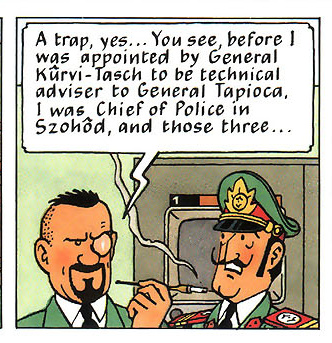 A trap, yes... You see, before I
was appointed by General
Kûrvi-Tasch to be technical
adviser to General Tapioca,
I was Chief of Police in
Szohôd, and those three...
1